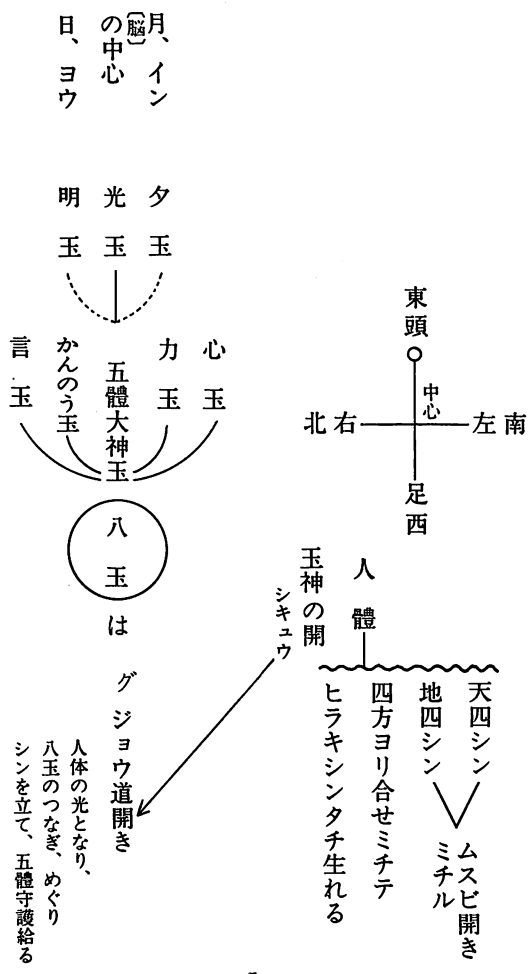 東頭
中心
北右
左南
足西
人體
天四シン
地四シン
ムスビ開き
ミチル
四方ヨリ合せミチテ
ヒラキシンタチ生れる
玉神の開
シキュウ
月、イン
〔脳〕
の中心
日、ヨウ
夕玉
光玉
明玉
心玉
力玉
五體大神玉
かんのう玉
言玉
八玉は
グジョウ道開き
人体の光となり、
八玉のつなぎ、めぐり
シンを立て、五體守護給る